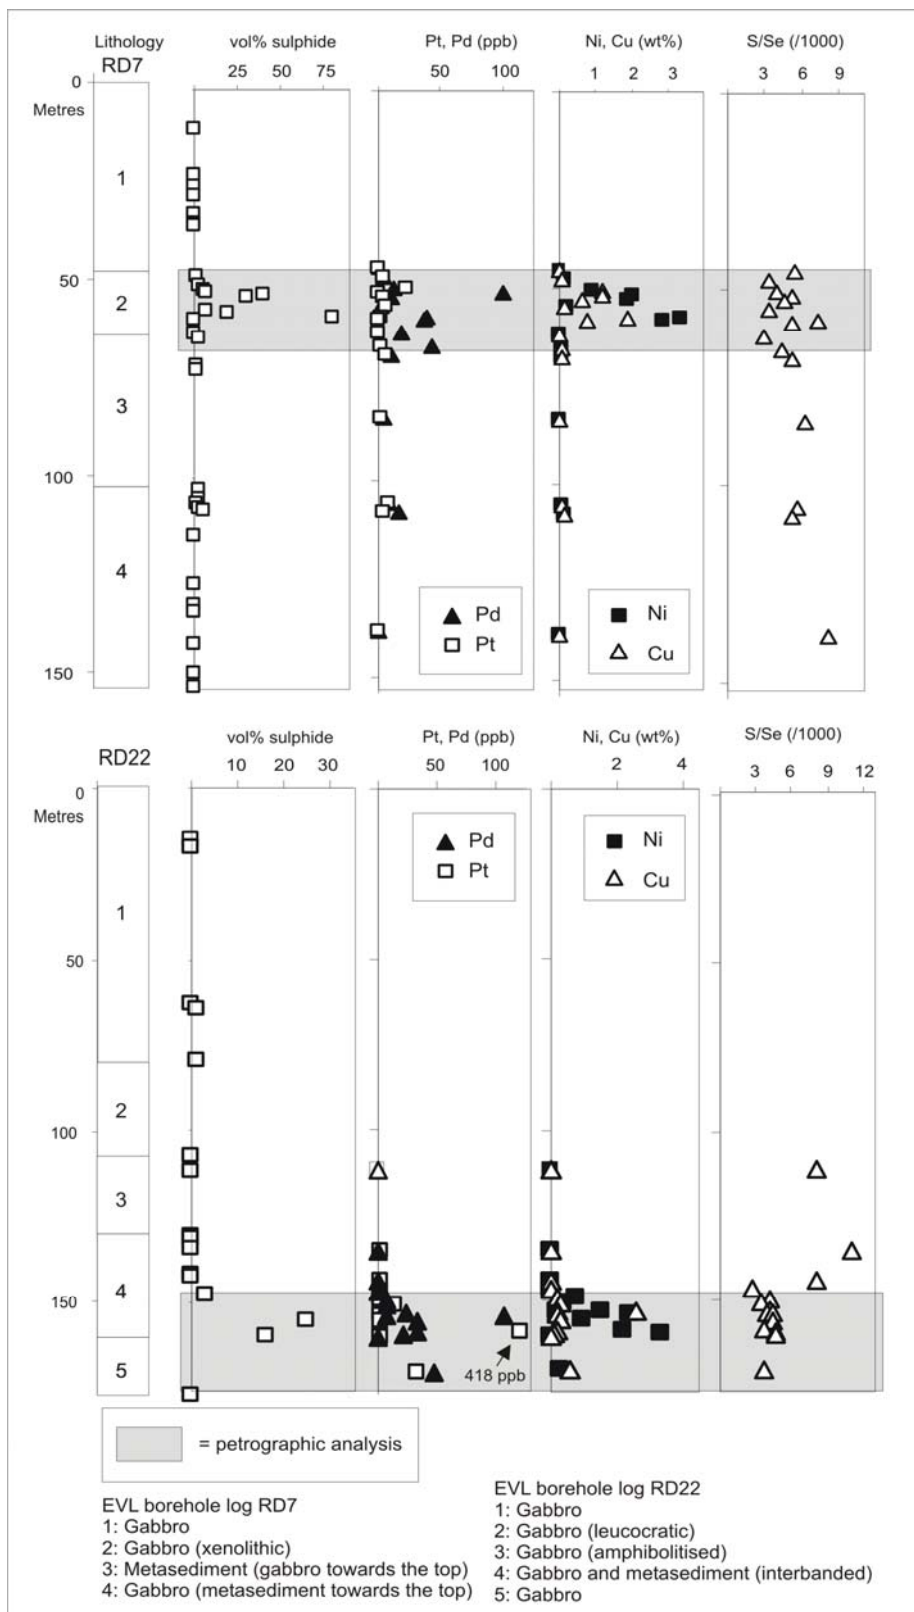 Lithology vol% sulphide Pt, Pd (ppb) Ni, Cu (wt%) S/Se (/1000)
RD7 25 50 75 50 100 1 2 3 3 6 9
0
Metres
1
50
2
3
100
4
Pd Ni
Pt Cu
150
RD22 vol% sulphide Pt, Pd (ppb) Ni, Cu (wt%) S/Se (/1000)
10 20 30 50 100 2 4 3 6 9 12
0
Metres
Pd Ni
Pt Cu
1
50
2
100
3
4
150
5
418 ppb
= petrographic analysis
EVL borehole log RD7
1: Gabbro
2: Gabbro (xenolithic)
3: Metasediment (gabbro towards the top)
4: Gabbro (metasediment towards the top)
EVL borehole log RD22
1: Gabbro
2: Gabbro (leucocratic)
3: Gabbro (amphibolitised)
4: Gabbro and metasediment (interbanded)
5: Gabbro